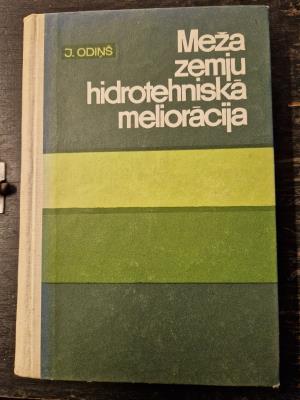 J. ODIŅŠ
Meža
zemju
hidrotehniskā
meliorācija